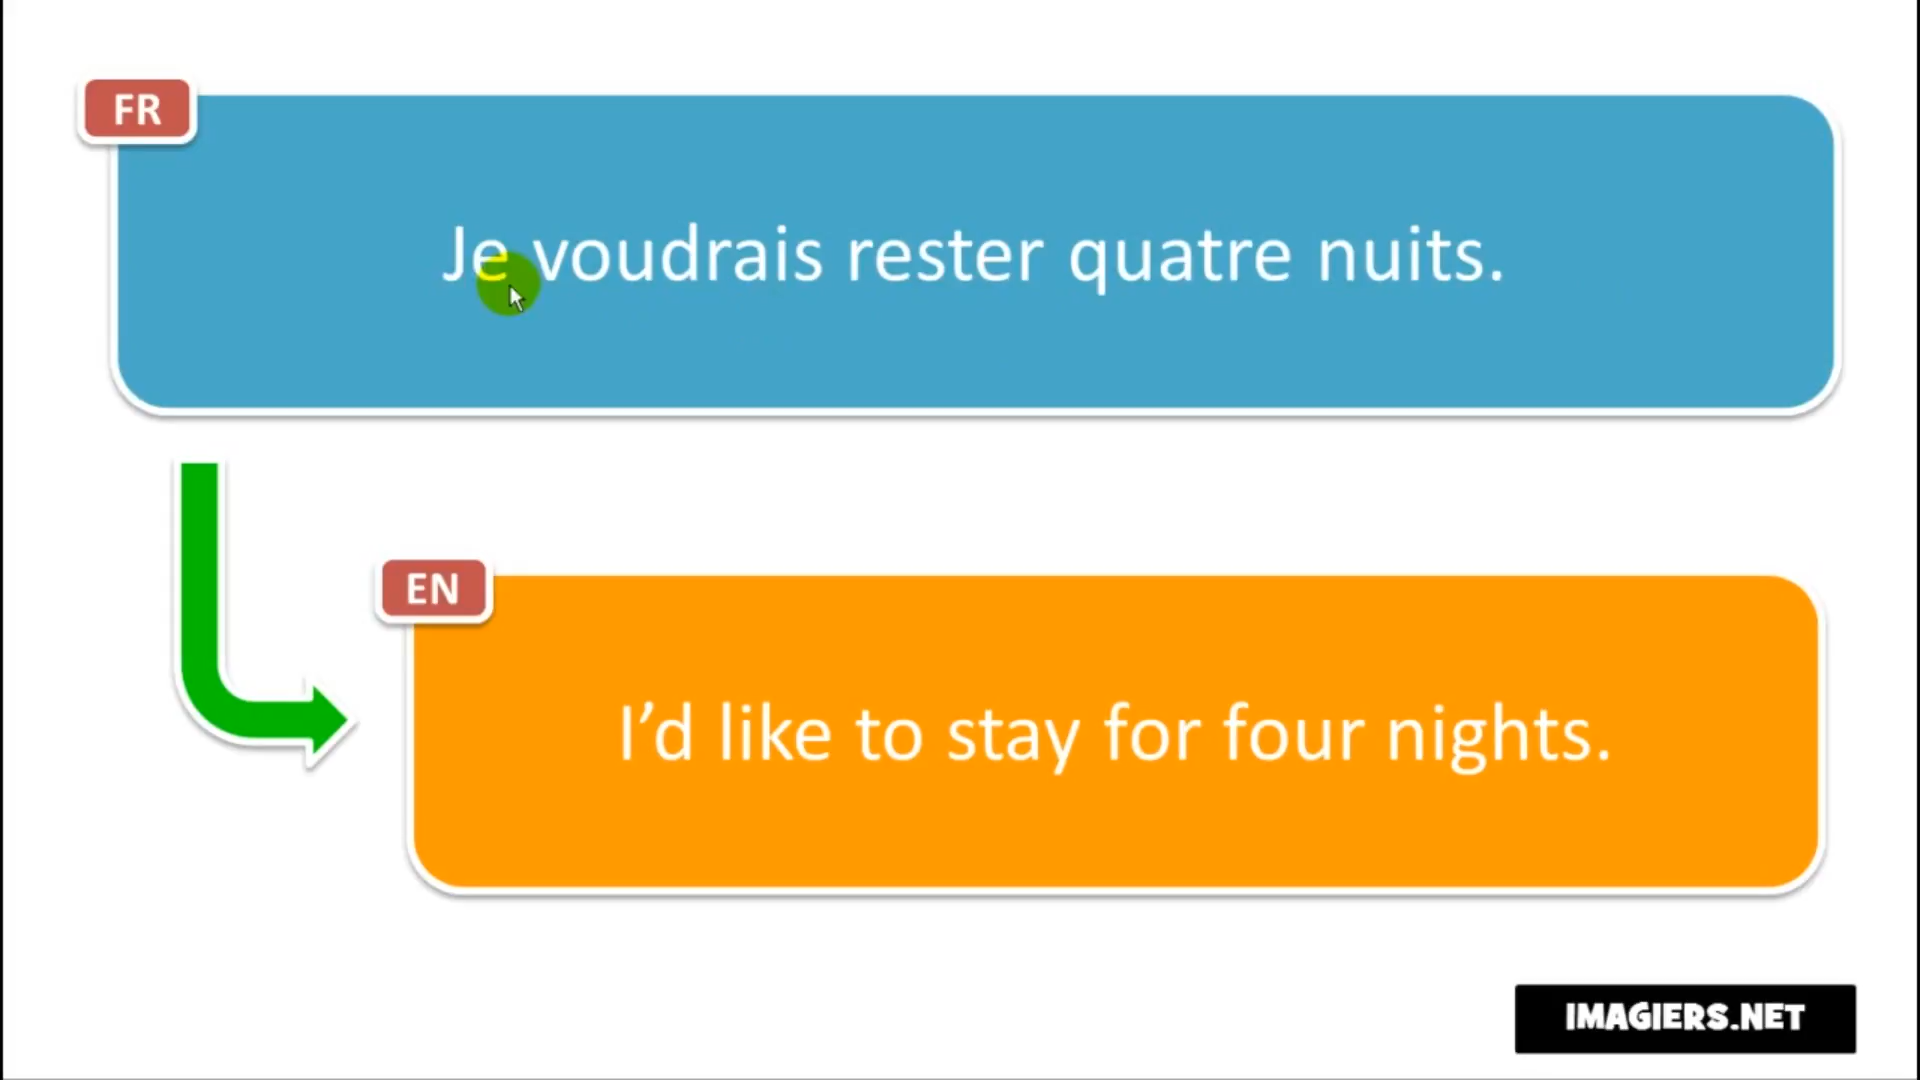 FR
Je voudrais rester quatre nuits.
EN
I’d like to stay for four nights.
IMAGIERS.NET